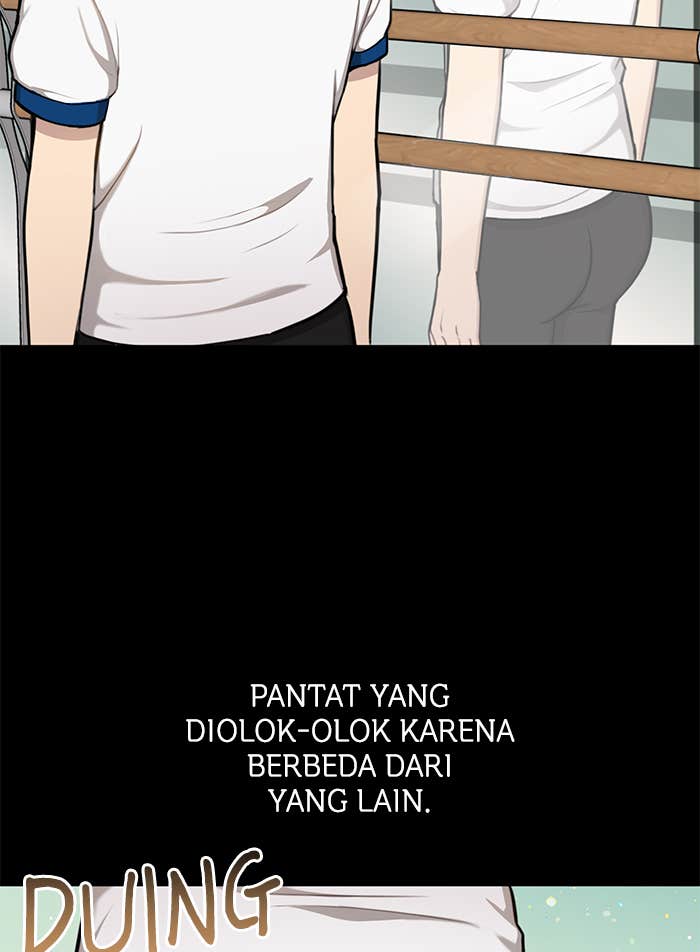 PANTAT YANG
DIOLOK-OLOK KARENA
BERBEDA DARI
YANG LAIN.
DUING